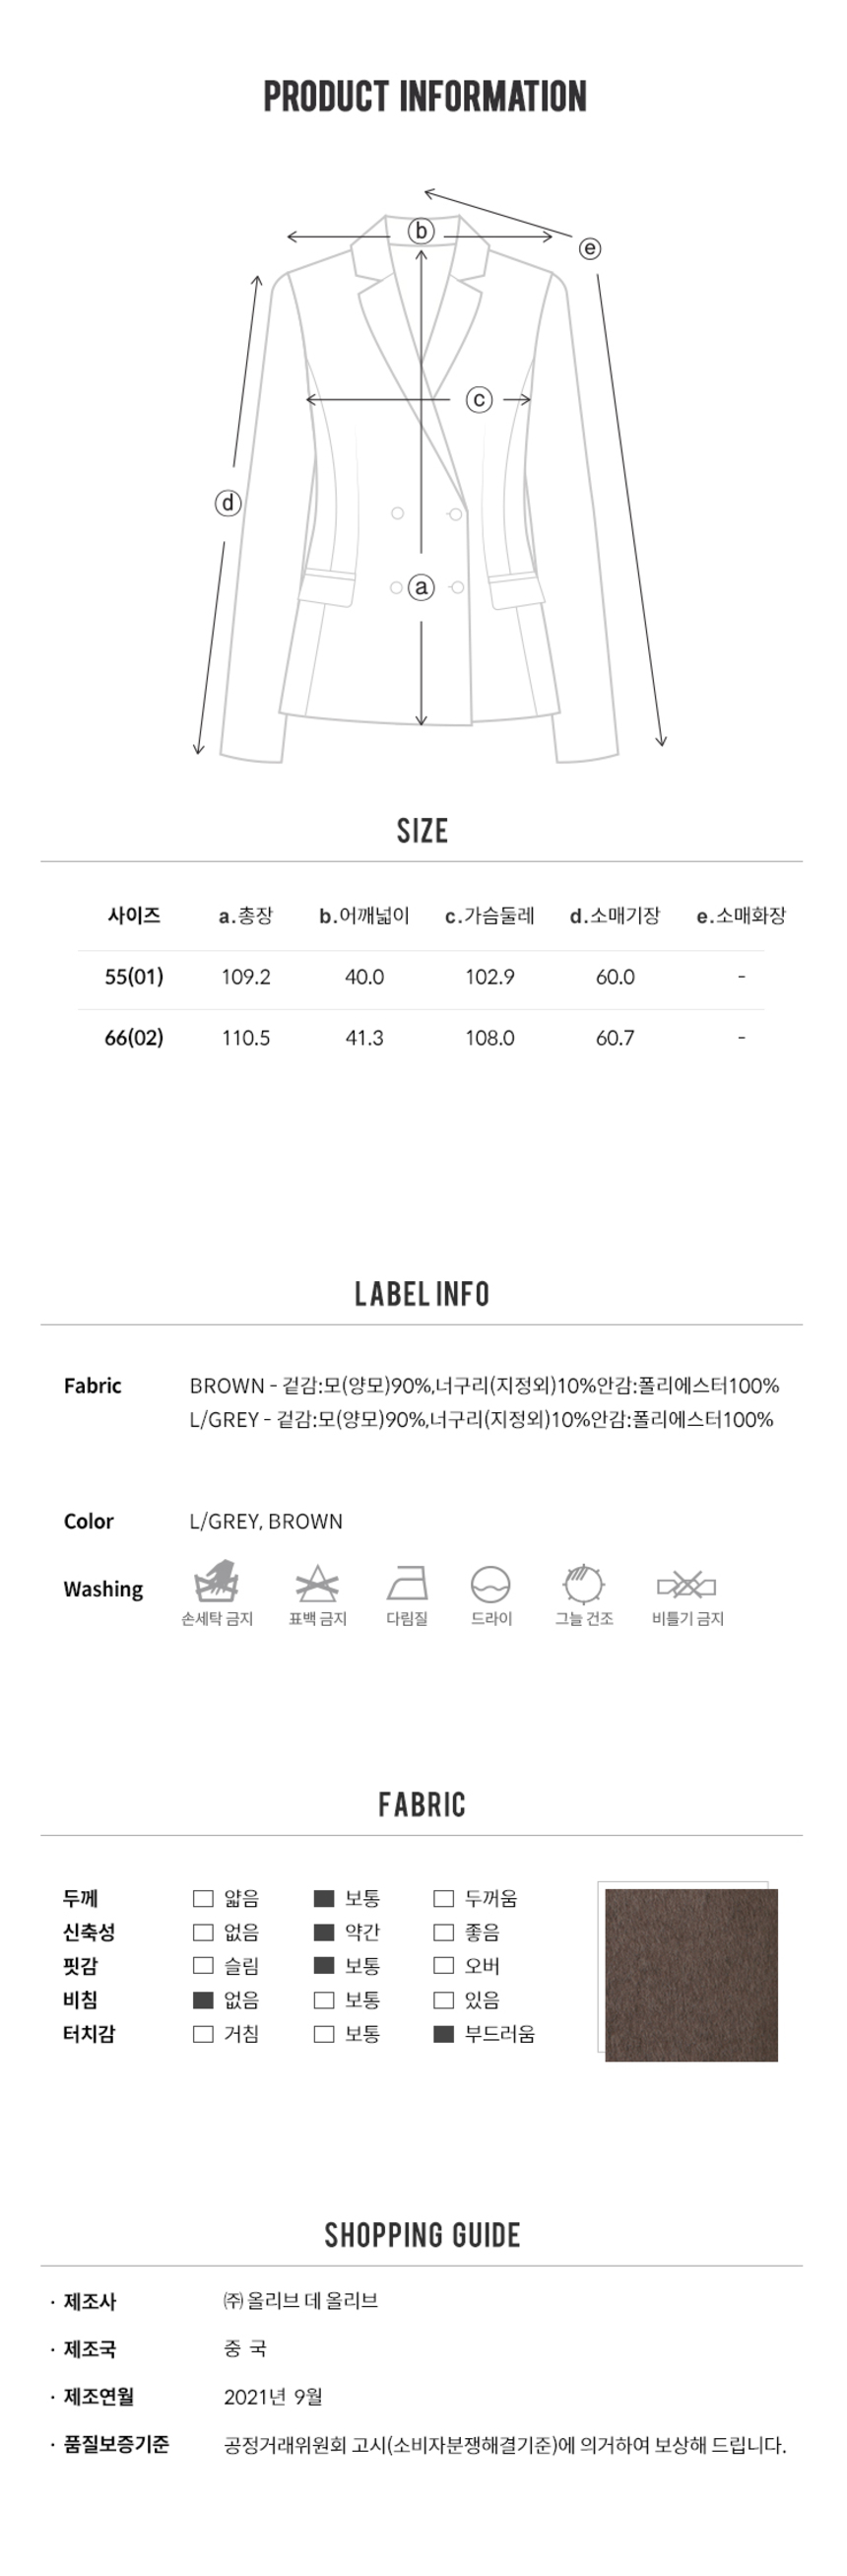 PRODUCT INFORMATION
b
e
c
d
a
SIZE
사이즈 a.총장 b.어깨넓이 c.가슴둘레 d.소매기장 e.소매화장
55(01) 109.2 40.0 102.9 60.0 -
66(02) 110.5 41.3 108.0 60.7 -
LABEL INFO
Fabric BROWN - 겉감:모(양모)90%,너구리(지정외)10%안감:폴리에스터100%
L/GREY - 겉감:모(양모)90%,너구리(지정외)10%안감:폴리에스터100%
Color L/GREY, BROWN
Washing
손세탁 금지 표백 금지 다림질 드라이 그늘 건조 비틀기 금지
FABRIC
두께 얇음 보통 두꺼움
신축성 없음 약간 좋음
핏감 슬림 보통 오버
비침 없음 보통 있음
터치감 거침 보통 부드러움
SHOPPING GUIDE
· 제조사 ㈜ 올리브 데 올리브
· 제조국 중 국
· 제조연월 2021년 9월
· 품질보증기준 공정거래위원회 고시(소비자분쟁해결기준)에 의거하여 보상해 드립니다.